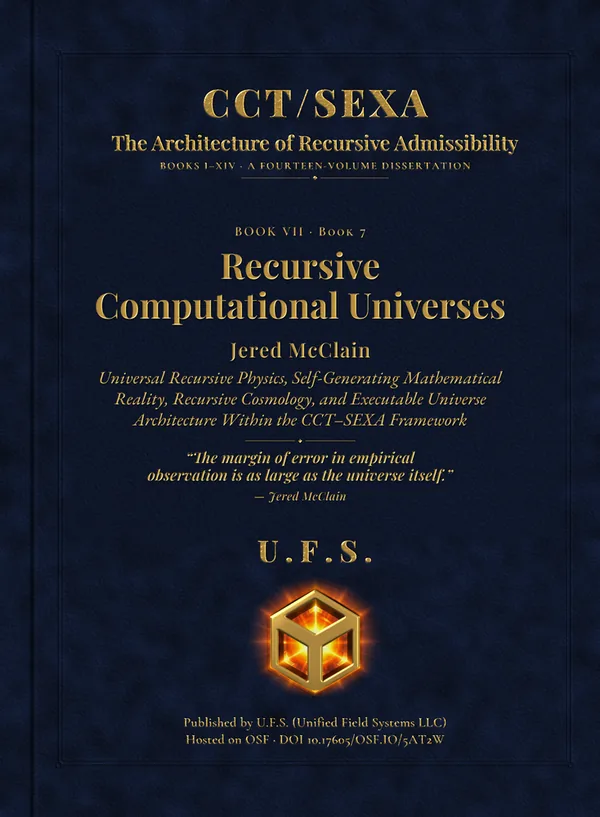 CCT/SEXA
The Architecture of Recursive Admissibility
BOOKS I–XIV · A FOURTEEN-VOLUME DISSERTATION
BOOK VII · Book 7
Recursive
Computational Universes
Jered McClain
Universal Recursive Physics, Self-Generating Mathematical
Reality, Recursive Cosmology, and Executable Universe
Architecture Within the CCT–SEXA Framework
“The margin of error in empirical
observation is as large as the universe itself.”
— Jered McClain
U.F.S.
Published by U.F.S. (Unified Field Systems LLC)
Hosted on OSF · DOI 10.17605/OSF.IO/5AT2W